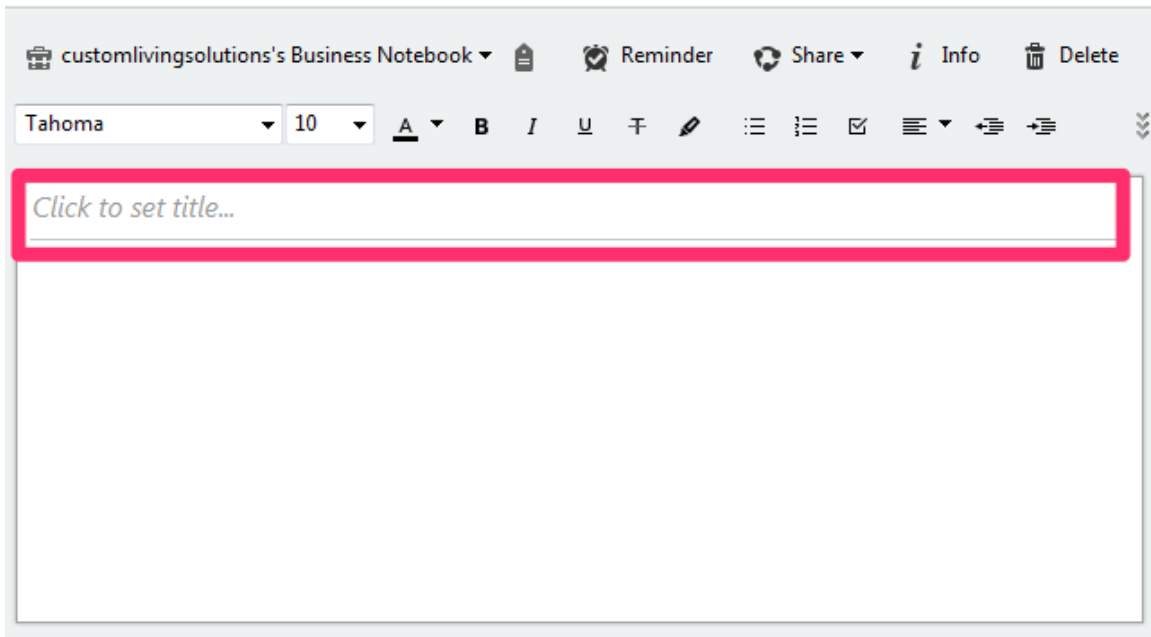 customlivingsolutions's Business Notebook Reminder Share Info Delete
Tahoma 10 A B I U T
Click to set title...